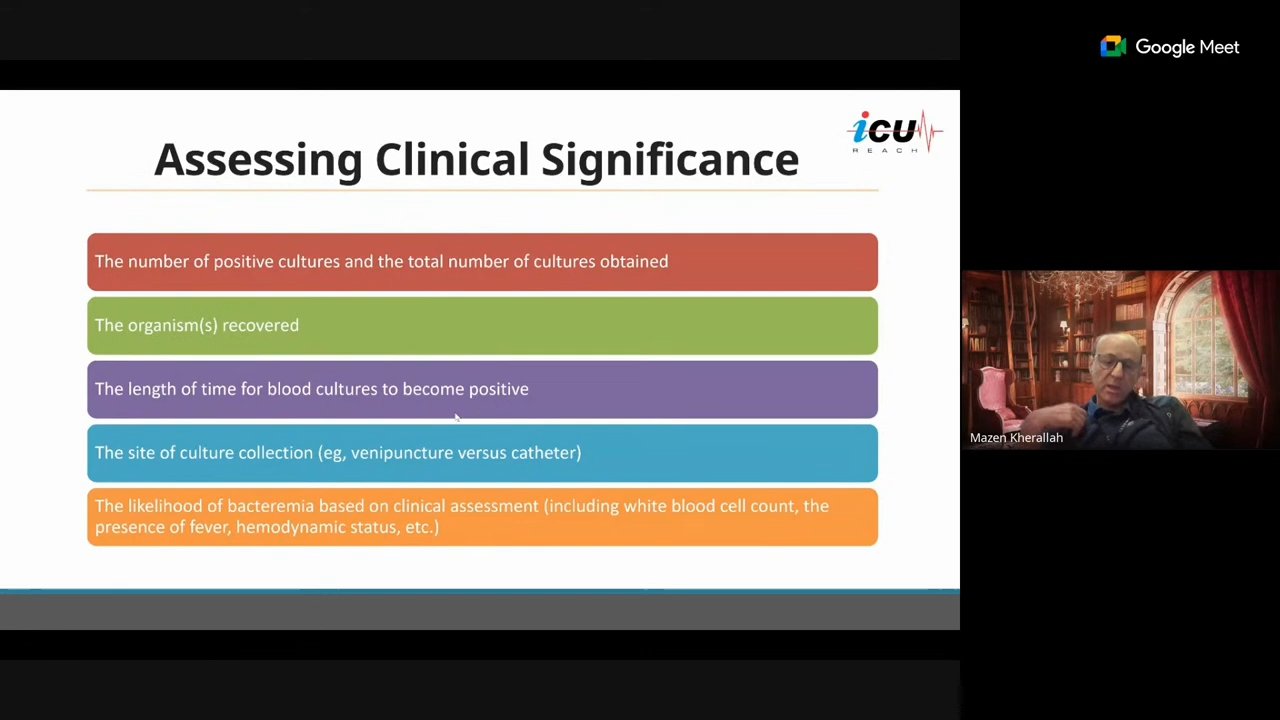 Google Meet
icu
REACH
Assessing Clinical Significance
The number of positive cultures and the total number of cultures obtained
The organism(s) recovered
The length of time for blood cultures to become positive
The site of culture collection (eg, venipuncture versus catheter)
The likelihood of bacteremia based on clinical assessment (including white blood cell count, the
presence of fever, hemodynamic status, etc.)
Mazen Kherallah